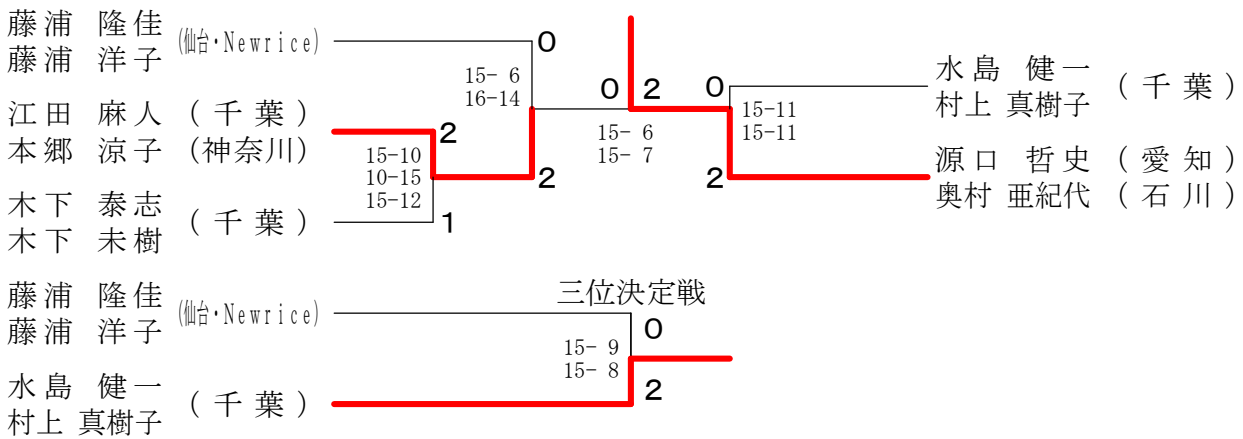 藤浦 隆佳
藤浦 洋子
(仙台・Newrice)
江田 麻人 (千葉)
本郷 涼子 (神奈川)
木下 泰志
木下 未樹
(千葉)
0
15- 6
16-14
2
15-10
10-15
15-12
2
1
0 2
15- 6
15- 7
0
15-11
15-11
2
水島 健一
村上 真樹子
(千葉)
源口 哲史 (愛知)
奥村 亜紀代 (石川)
三位決定戦
藤浦 隆佳
藤浦 洋子
(仙台・Newrice)
0
15- 9
15- 8
2
水島 健一
村上 真樹子
(千葉)